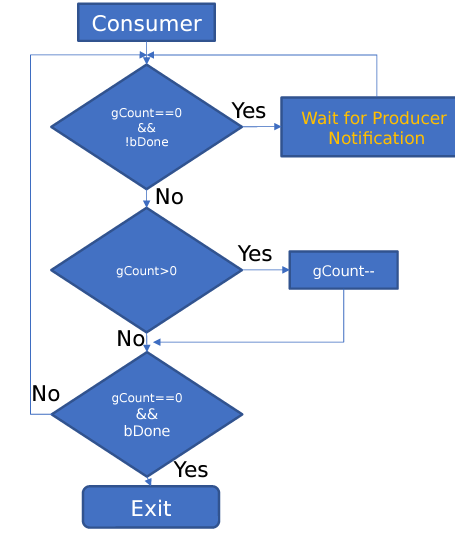 Consumer
gCount==0
&&
!bDone
Yes
Wait for Producer
Notification
No
gCount>0
Yes
gCount--
No
gCount==0
&&
bDone
No
Yes
Exit